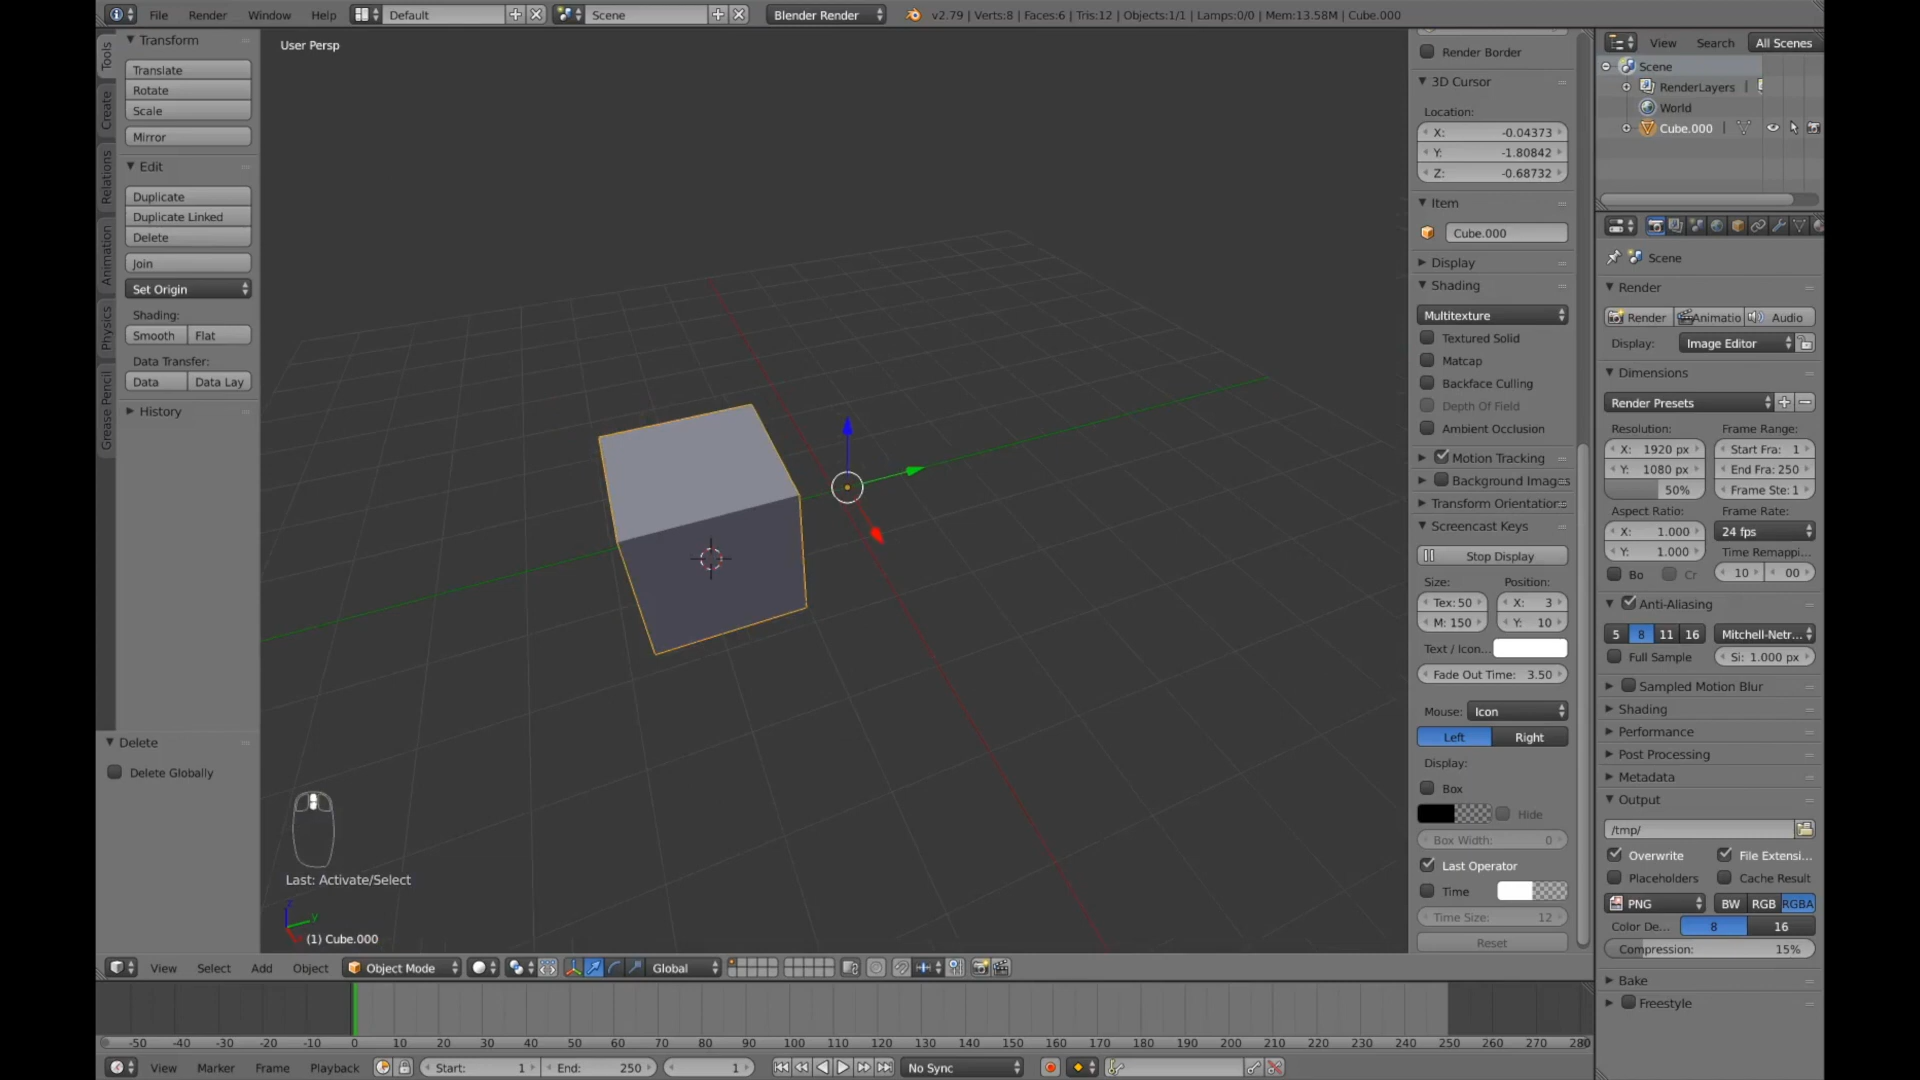 File Render Window Help Default Scene Blender Render v2.79 | Verts:8 | Faces:6 | Tris:12 | Objects:1/1 | Lamps:0/0 | Mem:13.58M | Cube.000
Tools
Create
Relations
Animation
Physics
Grease Pencil
Transform
Translate
Rotate
Scale
Mirror
Edit
Duplicate
Duplicate Linked
Delete
Join
Set Origin
Shading:
Smooth Flat
Data Transfer:
Data Data Lay
History
Delete
Delete Globally
User Persp
Last: Activate/Select
z
y
(1) Cube.000
Render Border
3D Cursor
Location:
X: -0.04373
Y: -1.80842
Z: -0.68732
Item
Cube.000
Display
Shading
Multitexture
Textured Solid
Matcap
Backface Culling
Depth Of Field
Ambient Occlusion
Motion Tracking
Background Images
Transform Orientation
Screencast Keys
Stop Display
Size: Position:
Tex: 50 X: 3
M: 150 Y: 10
Text / Icon...
Fade Out Time: 3.50
Mouse: Icon
Left Right
Display:
Box
Hide
Box Width: 0
Last Operator
Time
Time Size: 12
Reset
View Search All Scenes
Scene
RenderLayers |
World
Cube.000 |
Scene
Render
Render Animatio Audio
Display: Image Editor
Dimensions
Render Presets
Resolution: Frame Range:
X: 1920 px Start Fra: 1
Y: 1080 px End Fra: 250
50% Frame Ste: 1
Aspect Ratio: Frame Rate:
X: 1.000 24 fps
Y: 1.000 Time Remappi...
Bo Cr 10 00
Anti-Aliasing
5 8 11 16 Mitchell-Netr...
Full Sample Si: 1.000 px
Sampled Motion Blur
Shading
Performance
Post Processing
Metadata
Output
/tmp/
Overwrite File Extensi...
Placeholders Cache Result
PNG BW RGB RGBA
Color De... 8 16
Compression: 15%
Bake
Freestyle
View Select Add Object Object Mode Global
-50 -40 -30 -20 -10 0 10 20 30 40 50 60 70 80 90 100 110 120 130 140 150 160 170 180 190 200 210 220 230 240 250 260 270 280
View Marker Frame Playback Start: 1 End: 250 1 No Sync